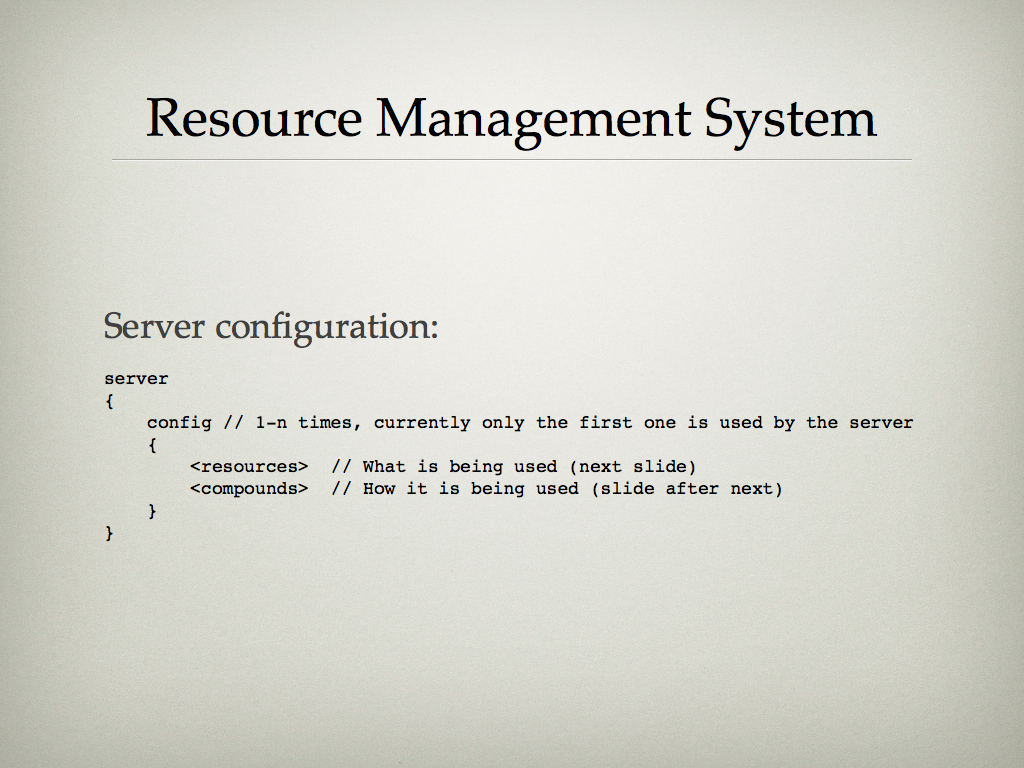 Resource Management System
Server configuration:
server
{
    config // 1-n times, currently only the first one is used by the server
    {
        <resources>  // What is being used (next slide)
        <compounds>  // How it is being used (slide after next)
    }
}